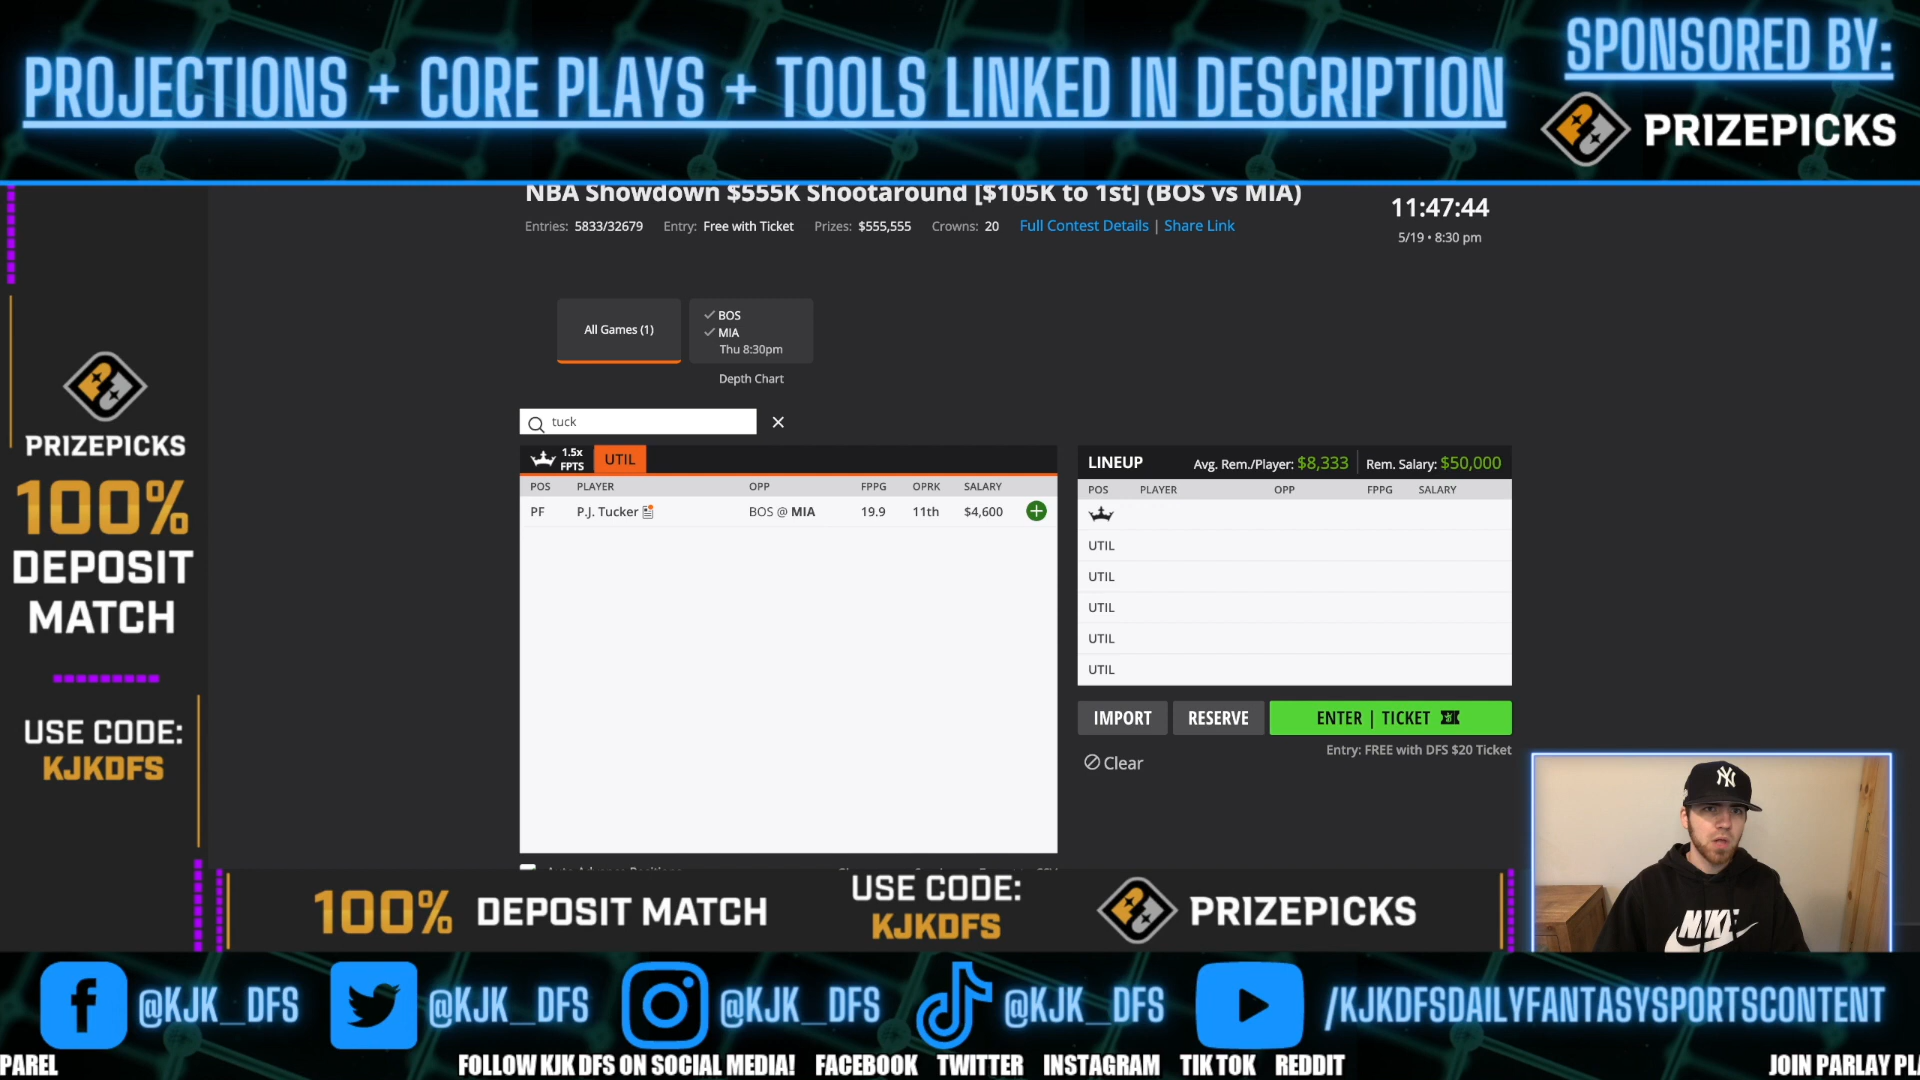 PROJECTIONS + CORE PLAYS + TOOLS LINKED IN DESCRIPTION
SPONSORED BY:
PRIZEPICKS
NBA Showdown $555K Shootaround [$105K to 1st] (BOS vs MIA)
Entries: 5833/32679 Entry: Free with Ticket Prizes: $555,555 Crowns: 20 Full Contest Details | Share Link
11:47:44
5/19 • 8:30 pm
All Games (1)
BOS
MIA
Thu 8:30pm
Depth Chart
tuck
1.5x
FPTS
UTIL
POS PLAYER OPP FPPG OPRK SALARY
PF P.J. Tucker BOS @ MIA 19.9 11th $4,600
LINEUP Avg. Rem./Player: $8,333 Rem. Salary: $50,000
POS PLAYER OPP FPPG SALARY
UTIL
UTIL
UTIL
UTIL
UTIL
IMPORT RESERVE ENTER | TICKET
Entry: FREE with DFS $20 Ticket
Clear
PRIZEPICKS
100%
DEPOSIT
MATCH
USE CODE:
KJKDFS
100% DEPOSIT MATCH
USE CODE:
KJKDFS
PRIZEPICKS
NY
NIKE
@KJK_DFS @KJK_DFS @KJK_DFS @KJK_DFS /KJKDFSDAILYFANTASYSPORTSCONTENT
PAREL FOLLOW KJK DFS ON SOCIAL MEDIA! FACEBOOK TWITTER INSTAGRAM TIK TOK REDDIT JOIN PARLAY PLA